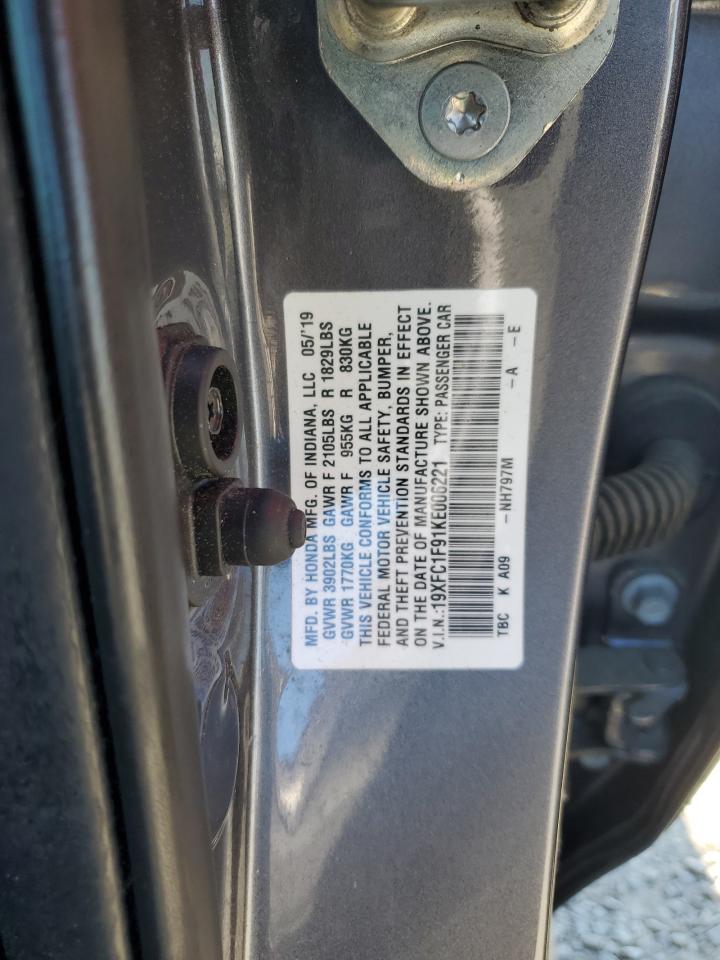 MFD. BY HONDA MFG. OF INDIANA, LLC 05/'19
GVWR 3902LBS GAWR F 2105LBS R 1829LBS
GVWR 1770KG GAWR F 955KG R 830KG
THIS VEHICLE CONFORMS TO ALL APPLICABLE
FEDERAL MOTOR VEHICLE SAFETY, BUMPER,
AND THEFT PREVENTION STANDARDS IN EFFECT
ON THE DATE OF MANUFACTURE SHOWN ABOVE.
V.I.N.:19XFC1F91KE006221 TYPE: PASSENGER CAR
TBC K A09 -NH797M -A -E